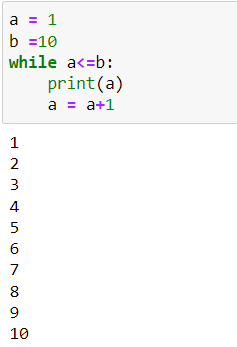 a = 1
b =10
while a<=b:
    print(a)
    a = a+1
1
2
3
4
5
6
7
8
9
10